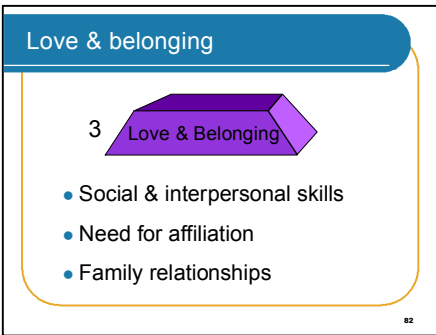 Love & belonging
3
Love & Belonging
• Social & interpersonal skills
• Need for affiliation
• Family relationships
82